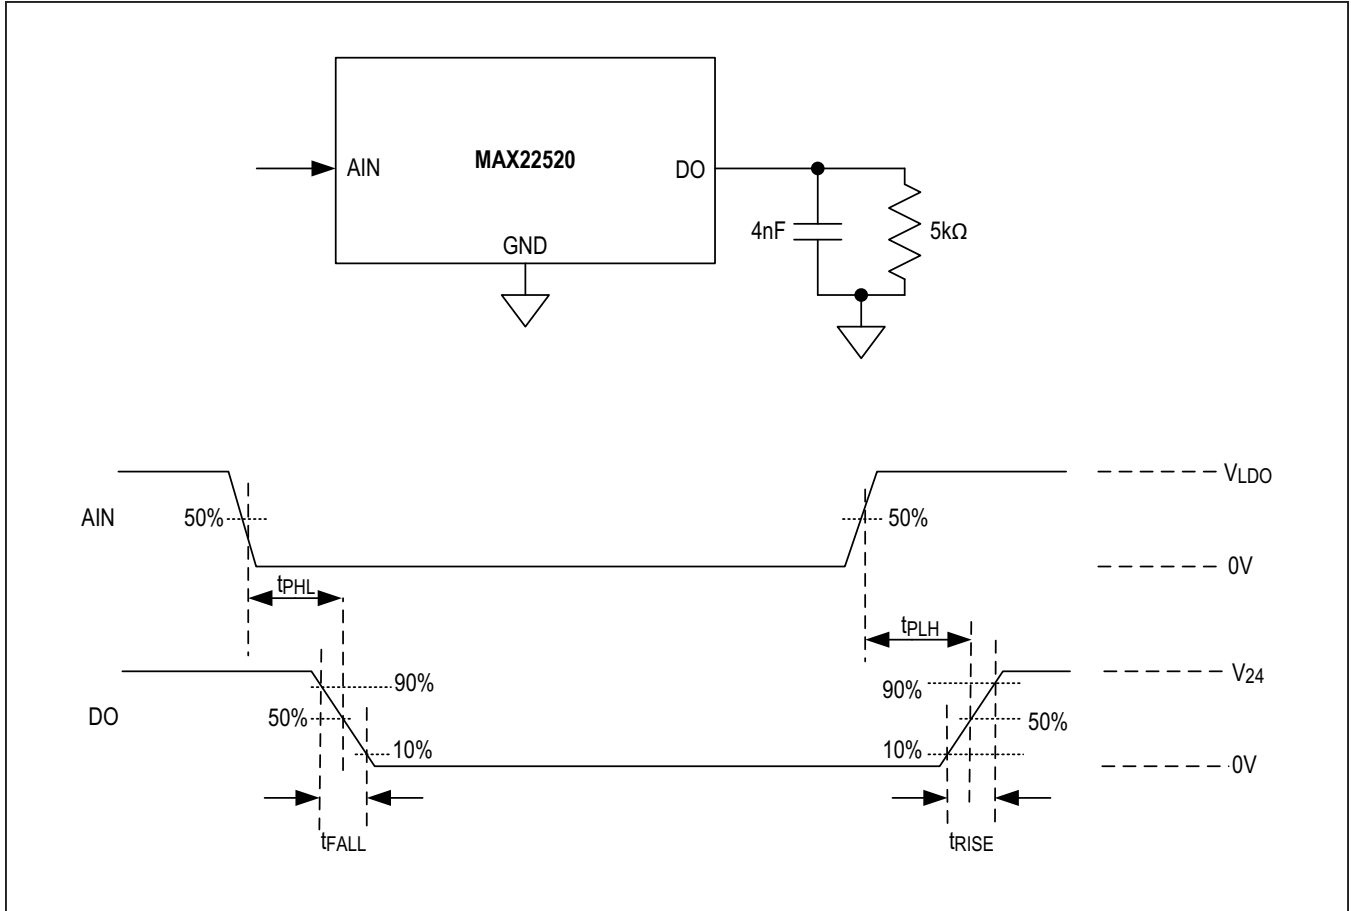 AIN
MAX22520
DO
GND
4nF
5kΩ
AIN
50%
50%
VLDO
0V
tPHL
tPLH
DO
90%
50%
10%
90%
50%
10%
V24
0V
tFALL
tRISE